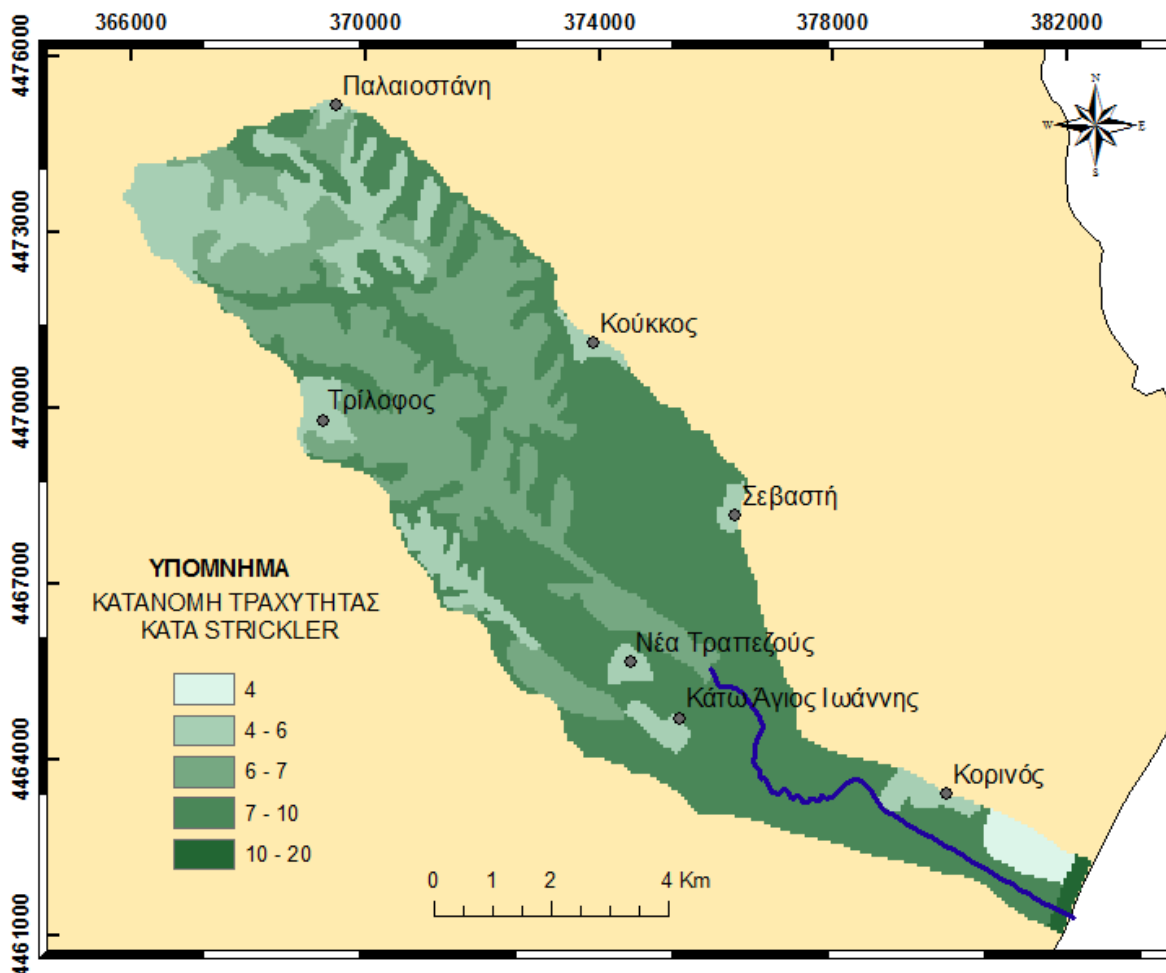 366000 370000 374000 378000 382000
4476000
4473000
4470000
4467000
4464000
4461000
N
W E
S
Παλαιοστάνη
Κούκκος
Τρίλοφος
Σεβαστή
Νέα Τραπεζούς
Κάτω Άγιος Ιωάννης
Κορινός
ΥΠΟΜΝΗΜΑ
ΚΑΤΑΝΟΜΗ ΤΡΑΧΥΤΗΤΑΣ
ΚΑΤΑ STRICKLER
4
4 - 6
6 - 7
7 - 10
10 - 20
0 1 2 4 Km